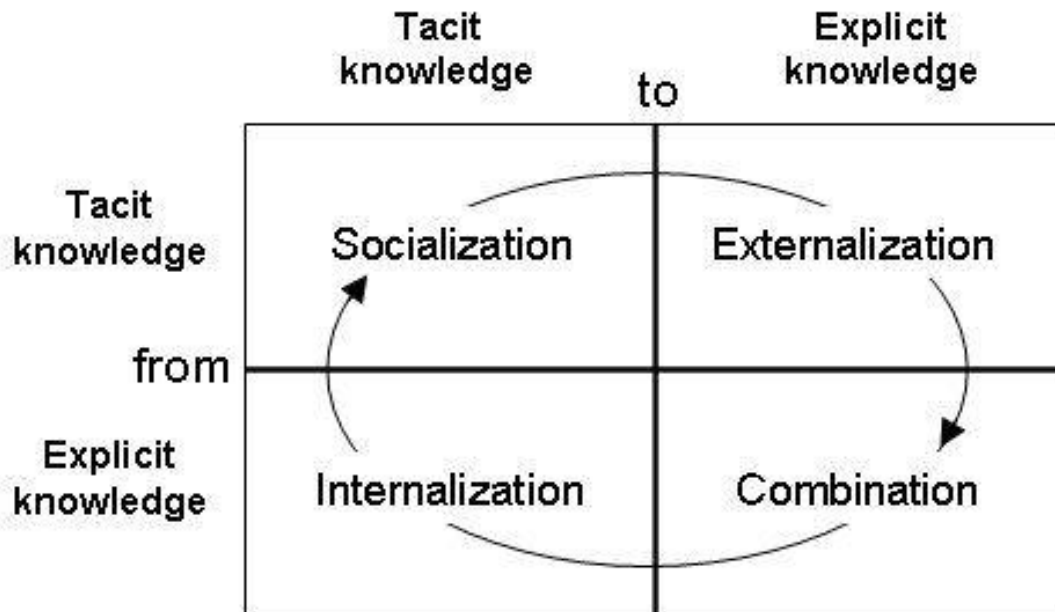 Tacit
knowledge
Explicit
knowledge
to
Tacit
knowledge
Socialization
Externalization
from
Explicit
knowledge
Internalization
Combination